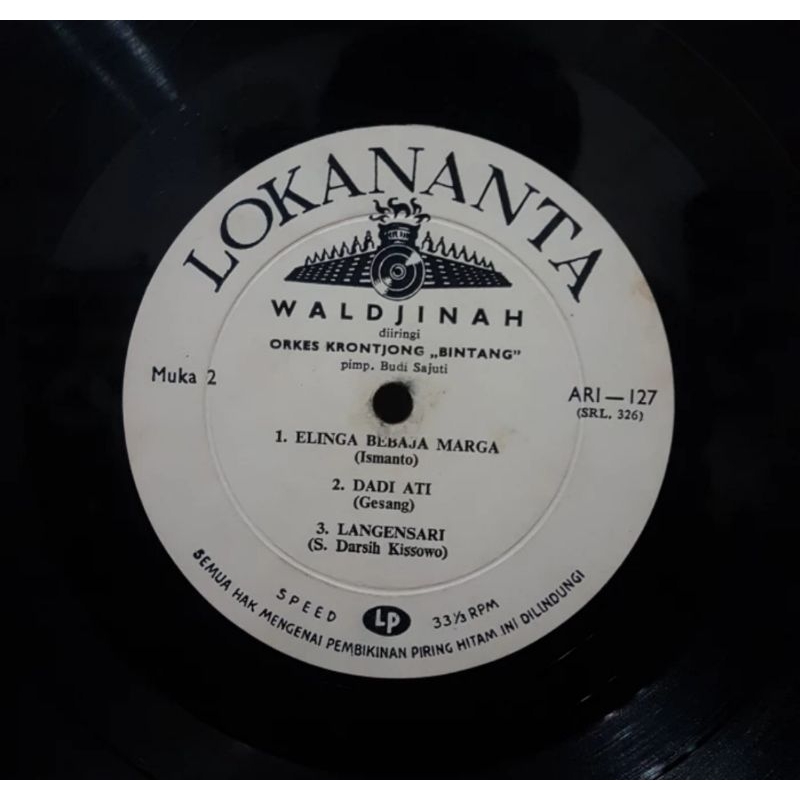 LOKANANTA
WALDJINAH
diiringi
ORKES KRONTJONG „BINTANG"
pimp. Budi Sajuti
Muka 2
ARI—127
(SRL. 326)
1. ELINGA BEBAJA MARGA
(Ismanto)
2. DADI ATI
(Gesang)
3. LANGENSARI
(S. Darsih Kissowo)
SPEED LP 33⅓ RPM
SEMUA HAK MENGENAI PEMBIKINAN PIRING HITAM INI DILINDUNGI